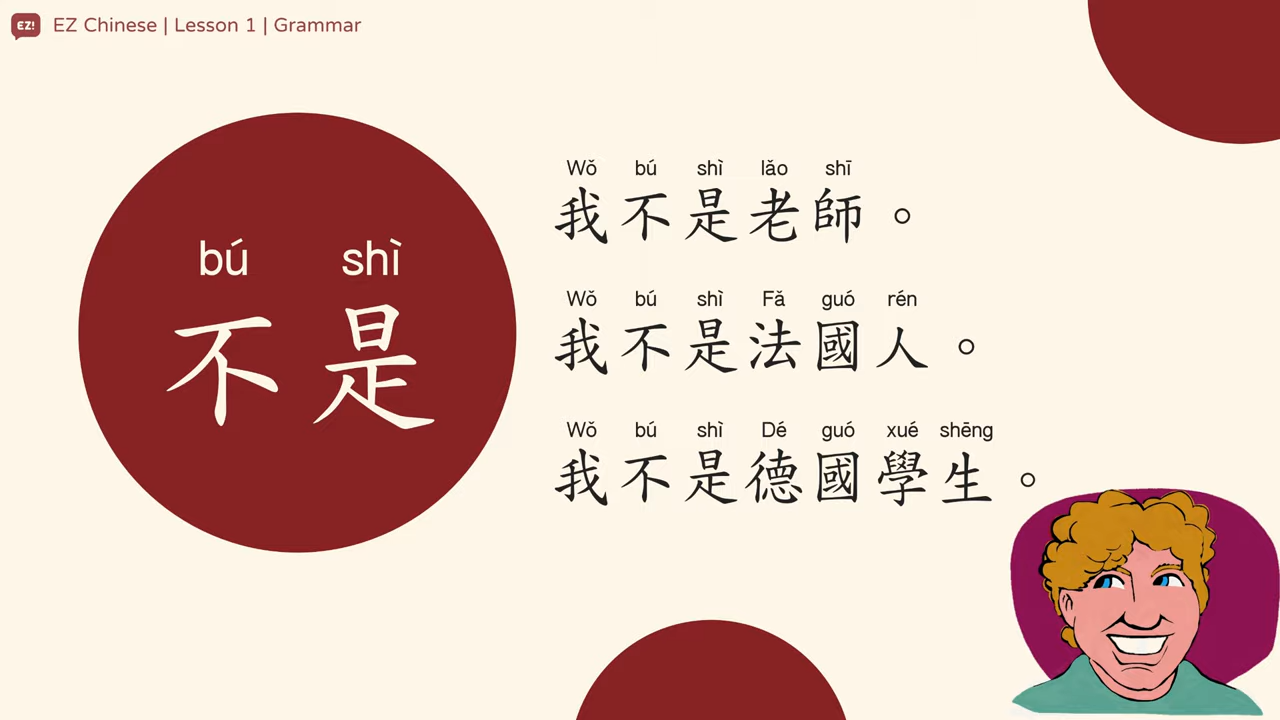 EZ! EZ Chinese | Lesson 1 | Grammar
bú shì
不是
Wǒ bú shì lǎo shī
我不是老師。
Wǒ bú shì Fǎ guó rén
我不是法國人。
Wǒ bú shì Dé guó xué shēng
我不是德國學生。